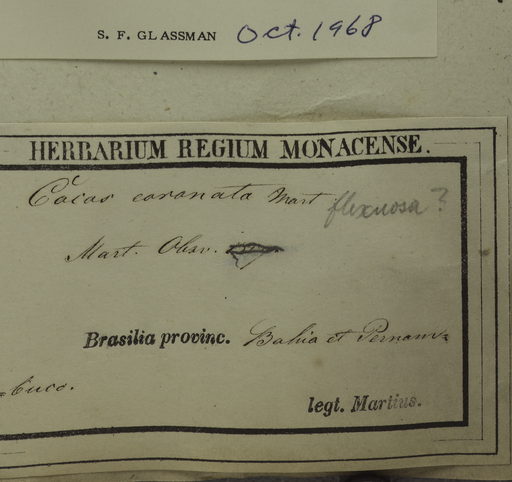 S. F. GLASSMAN Oct. 1968
HERBARIUM REGIUM MONACENSE.
Cocos coronata Mart flexuosa?
Mart. Obsv.
Brasilia provinc. Bahia et Pernam=
=buco.
legt. Martius.